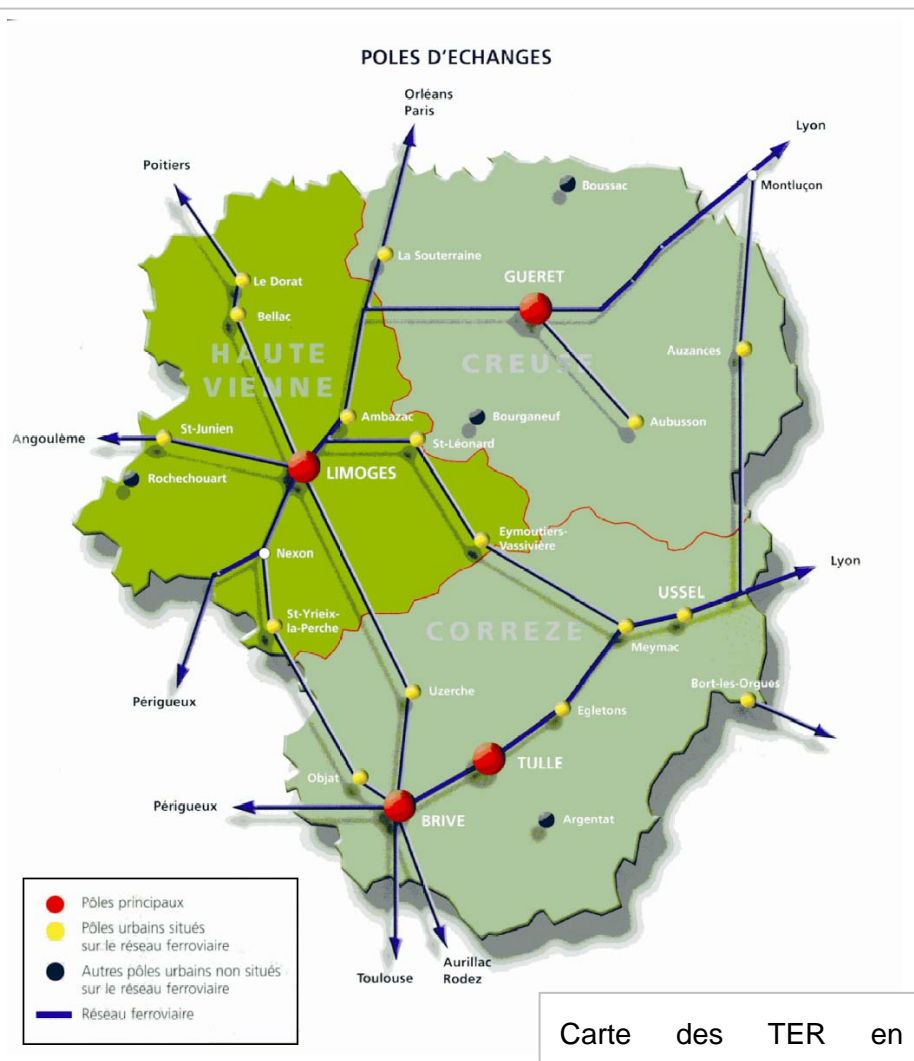 POLES D'ECHANGES
Orléans
Paris
Lyon
Poitiers
Montluçon
Boussac
La Souterraine
GUERET
Le Dorat
Bellac
HAUTE
VIENNE
CREUSE
Auzances
Ambazac
Bourganeuf
Aubusson
Angoulème
St-Junien
St-Léonard
Rochechouart
LIMOGES
Eymoutiers-
Vassivière
Nexon
Lyon
USSEL
St-Yrieix-
la-Perche
CORREZE
Meymac
Périgueux
Uzerche
Bort-les-Orgues
Egletons
TULLE
Objat
Périgueux
BRIVE
Argentat
Pôles principaux
Pôles urbains situés
sur le réseau ferroviaire
Autres pôles urbains non situés
sur le réseau ferroviaire
Réseau ferroviaire
Toulouse
Aurillac
Rodez
Carte des TER en